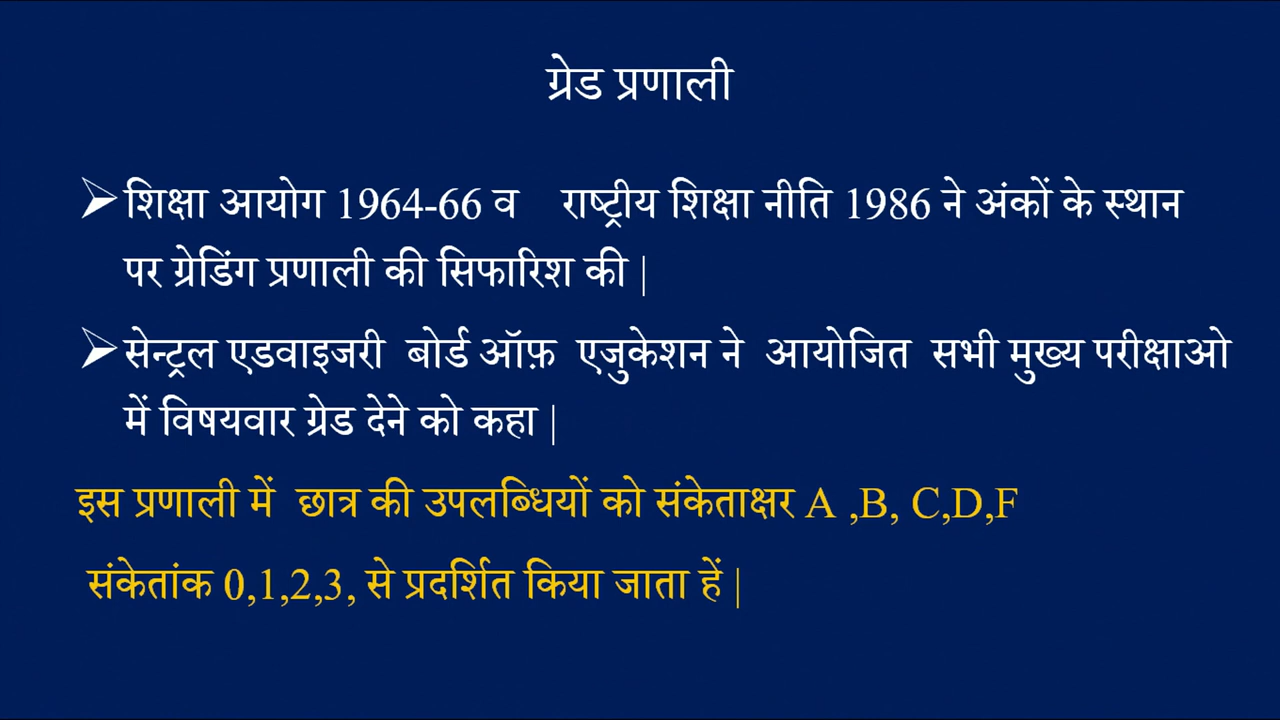 ग्रेड प्रणाली
➢शिक्षा आयोग 1964-66 व राष्ट्रीय शिक्षा नीति 1986 ने अंकों के स्थान
पर ग्रेडिंग प्रणाली की सिफारिश की |
➢सेन्ट्रल एडवाइजरी बोर्ड ऑफ़ एजुकेशन ने आयोजित सभी मुख्य परीक्षाओ
में विषयवार ग्रेड देने को कहा |
इस प्रणाली में छात्र की उपलब्धियों को संकेताक्षर A ,B, C,D,F
संकेतांक 0,1,2,3, से प्रदर्शित किया जाता हें |